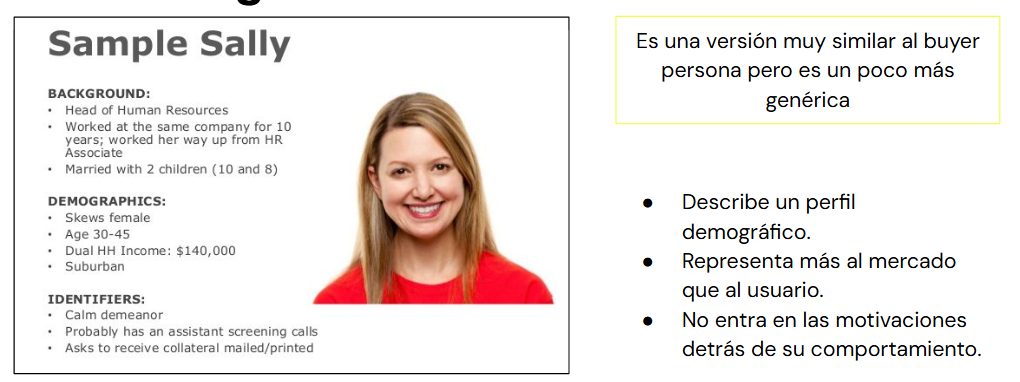 Sample Sally
BACKGROUND:
• Head of Human Resources
• Worked at the same company for 10
years; worked her way up from HR
Associate
• Married with 2 children (10 and 8)
DEMOGRAPHICS:
• Skews female
• Age 30-45
• Dual HH Income: $140,000
• Suburban
IDENTIFIERS:
• Calm demeanor
• Probably has an assistant screening calls
• Asks to receive collateral mailed/printed
Es una versión muy similar al buyer
persona pero es un poco más
genérica
● Describe un perfil
demográfico.
● Representa más al mercado
que al usuario.
● No entra en las motivaciones
detrás de su comportamiento.